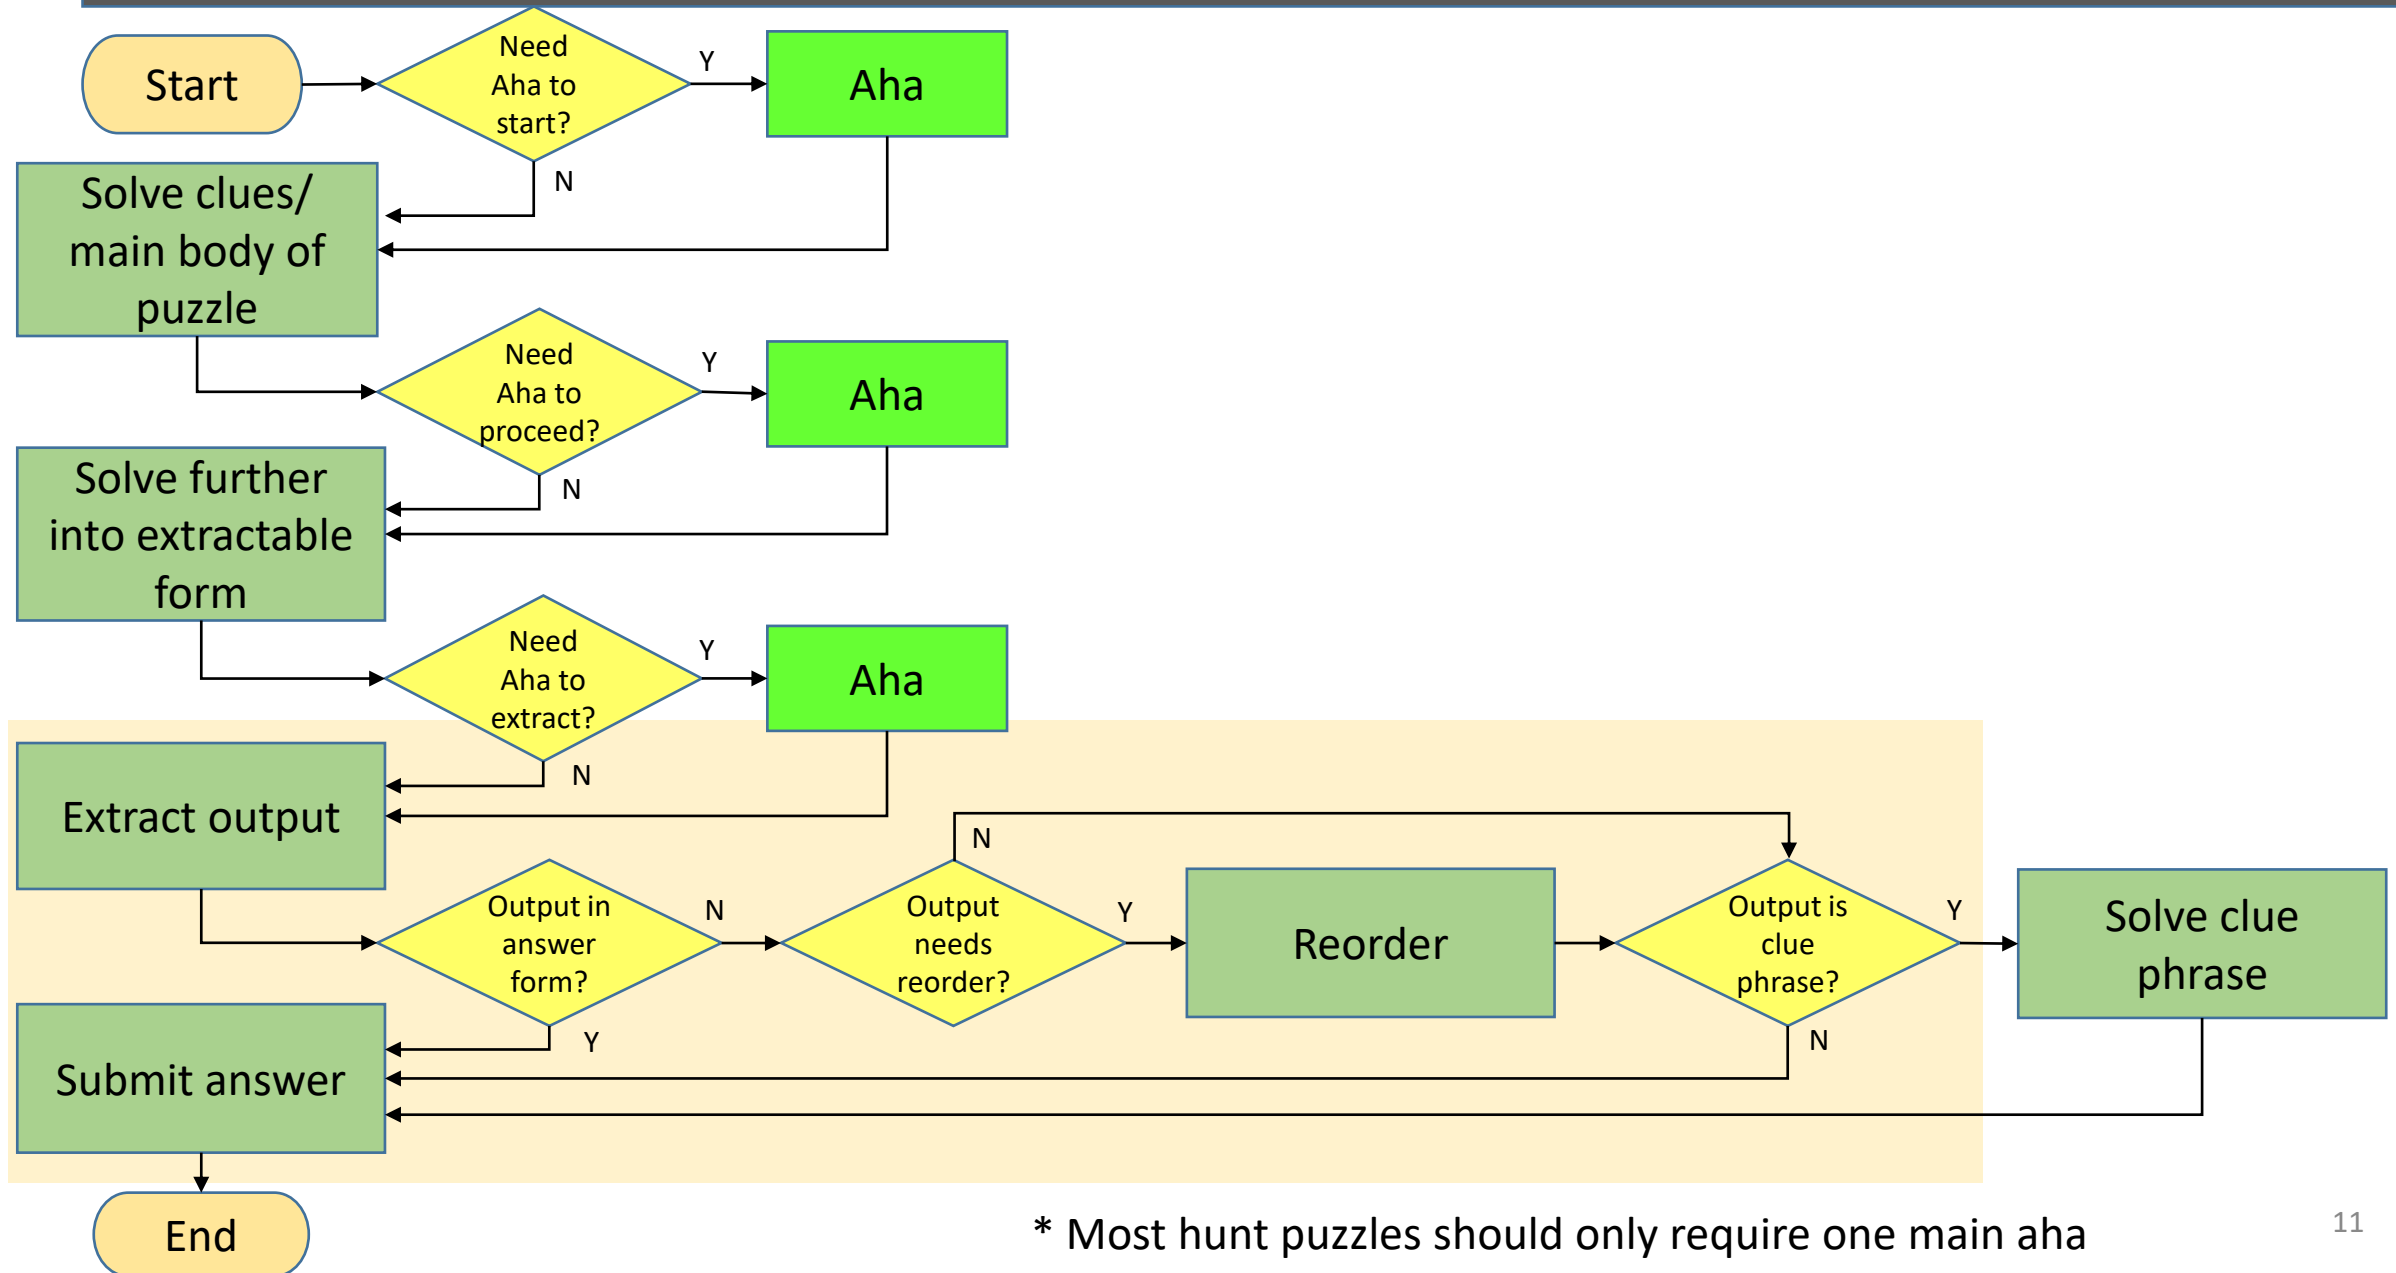 Start
Need
Aha to
start?
Y
Aha
N
Solve clues/
main body of
puzzle
Need
Aha to
proceed?
Y
Aha
N
Solve further
into extractable
form
Need
Aha to
extract?
Y
Aha
N
Extract output
Output in
answer
form?
N
Y
Output
needs
reorder?
N
Y
Reorder
Output is
clue
phrase?
Y
N
Solve clue
phrase
Submit answer
End
* Most hunt puzzles should only require one main aha
11